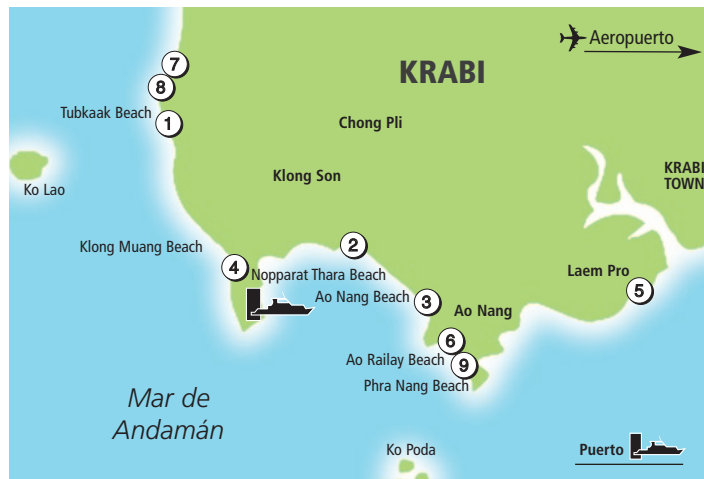 Aeropuerto
KRABI
7
8
Tubkaak Beach
1
Chong Pli
Ko Lao
Klong Son
KRABI
TOWN
Klong Muang Beach
2
4
Nopparat Thara Beach
Laem Pro
5
Ao Nang Beach
3
Ao Nang
6
Ao Railay Beach
9
Phra Nang Beach
Mar de
Andamán
Ko Poda
Puerto